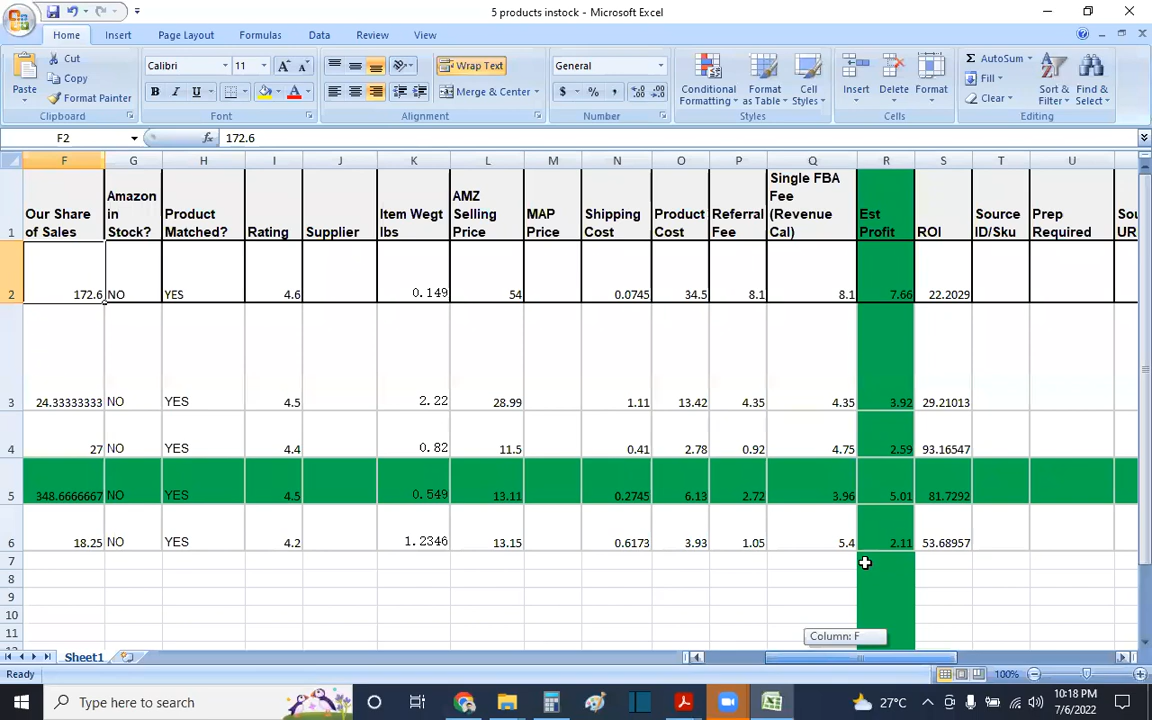 5 products instock - Microsoft Excel
Home Insert Page Layout Formulas Data Review View
Paste Cut Copy Format Painter
Calibri 11
B I U
Wrap Text
Merge & Center
General
$ % ,
Conditional Formatting Format as Table Cell Styles
Insert Delete Format
AutoSum Fill Clear
Sort & Filter Find & Select
Clipboard Font Alignment Number Styles Cells Editing
F2 fx 172.6
F G H I J K L M N O P Q R S T U
1 Our Share of Sales Amazon in Stock? Product Matched? Rating Supplier Item Wegt lbs AMZ Selling Price MAP Price Shipping Cost Product Cost Referral Fee Single FBA Fee (Revenue Cal) Est Profit ROI Source ID/Sku Prep Required Sou UR
2 172.6 NO YES 4.6 0.149 54 0.0745 34.5 8.1 8.1 7.66 22.2029
3 24.33333333 NO YES 4.5 2.22 28.99 1.11 13.42 4.35 4.35 3.92 29.21013
4 27 NO YES 4.4 0.82 11.5 0.41 2.78 0.92 4.75 2.59 93.16547
5 348.6666667 NO YES 4.5 0.549 13.11 0.2745 6.13 2.72 3.96 5.01 81.7292
6 18.25 NO YES 4.2 1.2346 13.15 0.6173 3.93 1.05 5.4 2.11 53.68957
7
8
9
10
11
Column: F
Sheet1
Ready 100%
Type here to search
27°C
10:18 PM
7/6/2022